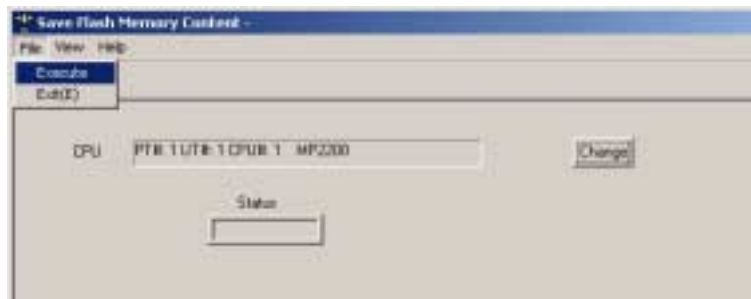 Save Flash Memory Content -
File View Help
Execute
Exit(E)
CPU PT#: 1 UT#: 1 CPU#: 1 MP2200 Change
Status